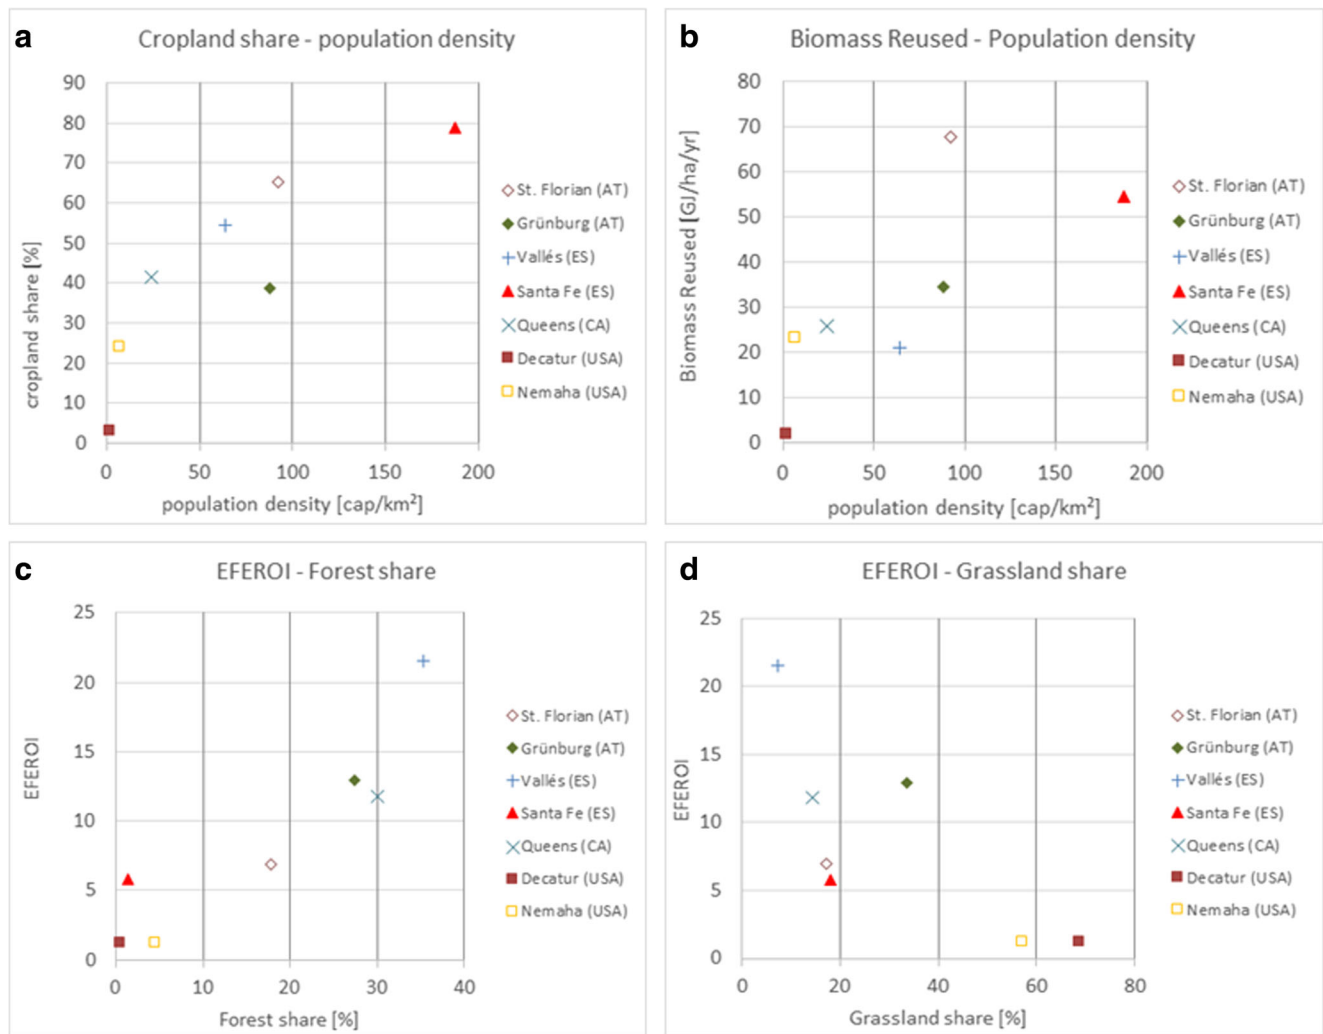 a
Cropland share - population density
90
80
70
60
50
40
30
20
10
0
cropland share [%]
0 50 100 150 200
population density [cap/km²]
St. Florian (AT)
Grünburg (AT)
Vallés (ES)
Santa Fe (ES)
Queens (CA)
Decatur (USA)
Nemaha (USA)
b
Biomass Reused - Population density
80
70
60
50
40
30
20
10
0
Biomass Reused [GJ/ha/yr]
0 50 100 150 200
population density [cap/km²]
St. Florian (AT)
Grünburg (AT)
Vallés (ES)
Santa Fe (ES)
Queens (CA)
Decatur (USA)
Nemaha (USA)
c
EFEROI - Forest share
25
20
15
10
5
0
EFEROI
0 10 20 30 40
Forest share [%]
St. Florian (AT)
Grünburg (AT)
Vallés (ES)
Santa Fe (ES)
Queens (CA)
Decatur (USA)
Nemaha (USA)
d
EFEROI - Grassland share
25
20
15
10
5
0
EFEROI
0 20 40 60 80
Grassland share [%]
St. Florian (AT)
Grünburg (AT)
Vallés (ES)
Santa Fe (ES)
Queens (CA)
Decatur (USA)
Nemaha (USA)